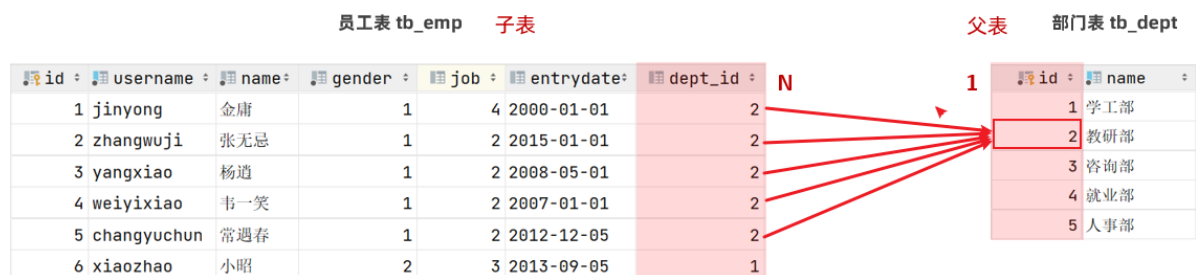 员工表 tb_emp 子表 父表 部门表 tb_dept
id username name gender job entrydate dept_id N 1 id name
1 jinyong 金庸 1 4 2000-01-01 2 1 学工部
2 zhangwuji 张无忌 1 2 2015-01-01 2 2 教研部
3 yangxiao 杨逍 1 2 2008-05-01 2 3 咨询部
4 weiyixiao 韦一笑 1 2 2007-01-01 2 4 就业部
5 changyuchun 常遇春 1 2 2012-12-05 2 5 人事部
6 xiaozhao 小昭 2 3 2013-09-05 1